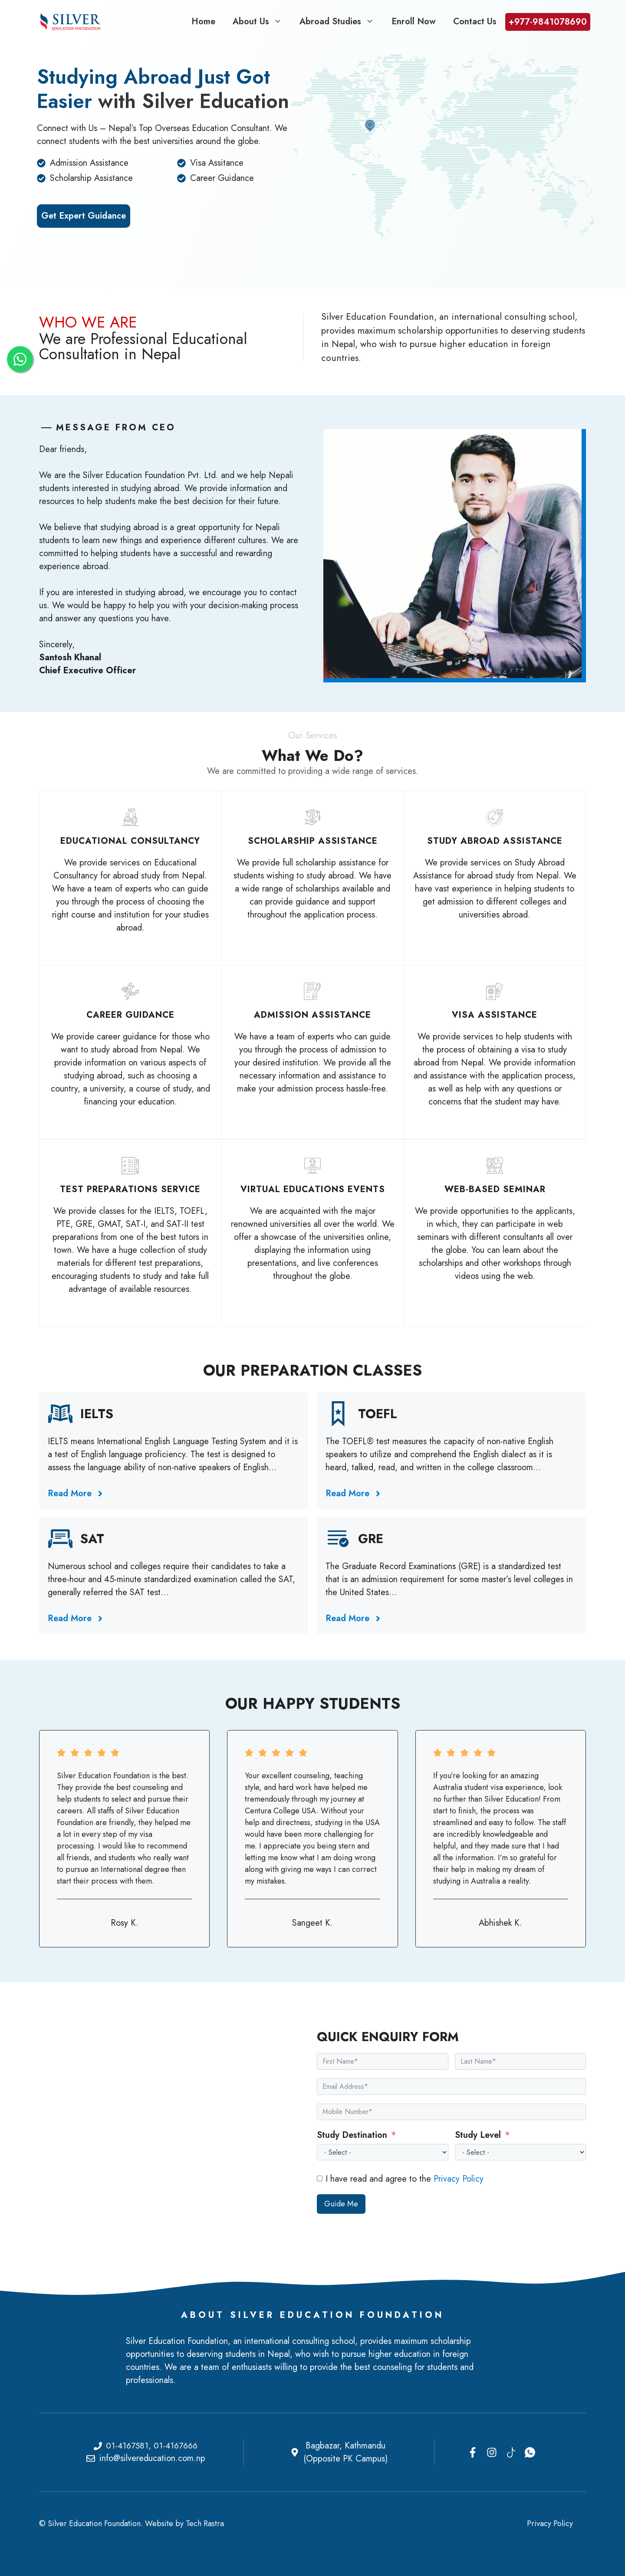 SILVER
EDUCATION FOUNDATION
Home
About Us
Abroad Studies
Enroll Now
Contact Us
+977-9841078690
Studying Abroad Just Got
Easier with Silver Education
Connect with Us – Nepal's Top Overseas Education Consultant. We
connect students with the best universities around the globe.
Admission Assistance
Visa Assitance
Scholarship Assistance
Career Guidance
Get Expert Guidance
WHO WE ARE
We are Professional Educational
Consultation in Nepal
Silver Education Foundation, an international consulting school,
provides maximum scholarship opportunities to deserving students
in Nepal, who wish to pursue higher education in foreign
countries.
— MESSAGE FROM CEO
Dear friends,
We are the Silver Education Foundation Pvt. Ltd. and we help Nepali
students interested in studying abroad. We provide information and
resources to help students make the best decision for their future.
We believe that studying abroad is a great opportunity for Nepali
students to learn new things and experience different cultures. We are
committed to helping students have a successful and rewarding
experience abroad.
If you are interested in studying abroad, we encourage you to contact
us. We would be happy to help you with your decision-making process
and answer any questions you have.
Sincerely,
Santosh Khanal
Chief Executive Officer
Our Services
What We Do?
We are committed to providing a wide range of services.
EDUCATIONAL CONSULTANCY
We provide services on Educational
Consultancy for abroad study from Nepal.
We have a team of experts who can guide
you through the process of choosing the
right course and institution for your studies
abroad.
SCHOLARSHIP ASSISTANCE
We provide full scholarship assistance for
students wishing to study abroad. We have
a wide range of scholarships available and
can provide guidance and support
throughout the application process.
STUDY ABROAD ASSISTANCE
We provide services on Study Abroad
Assistance for abroad study from Nepal. We
have vast experience in helping students to
get admission to different colleges and
universities abroad.
CAREER GUIDANCE
We provide career guidance for those who
want to study abroad from Nepal. We
provide information on various aspects of
studying abroad, such as choosing a
country, a university, a course of study, and
financing your education.
ADMISSION ASSISTANCE
We have a team of experts who can guide
you through the process of admission to
your desired institution. We provide all the
necessary information and assistance to
make your admission process hassle-free.
VISA ASSISTANCE
We provide services to help students with
the process of obtaining a visa to study
abroad from Nepal. We provide information
and assistance with the application process,
as well as help with any questions or
concerns that the student may have.
TEST PREPARATIONS SERVICE
We provide classes for the IELTS, TOEFL,
PTE, GRE, GMAT, SAT-I, and SAT-II test
preparations from one of the best tutors in
town. We have a huge collection of study
materials for different test preparations,
encouraging students to study and take full
advantage of available resources.
VIRTUAL EDUCATIONS EVENTS
We are acquainted with the major
renowned universities all over the world. We
offer a showcase of the universities online,
displaying the information using
presentations, and live conferences
throughout the globe.
WEB-BASED SEMINAR
We provide opportunities to the applicants,
in which, they can participate in web
seminars with different consultants all over
the globe. You can learn about the
scholarships and other workshops through
videos using the web.
OUR PREPARATION CLASSES
IELTS
IELTS means International English Language Testing System and it is
a test of English language proficiency. The test is designed to
assess the language ability of non-native speakers of English…
Read More
TOEFL
The TOEFL® test measures the capacity of non-native English
speakers to utilize and comprehend the English dialect as it is
heard, talked, read, and written in the college classroom…
Read More
SAT
Numerous school and colleges require their candidates to take a
three-hour and 45-minute standardized examination called the SAT,
generally referred the SAT test…
Read More
GRE
The Graduate Record Examinations (GRE) is a standardized test
that is an admission requirement for some master's level colleges in
the United States…
Read More
OUR HAPPY STUDENTS
Silver Education Foundation is the best.
They provide the best counseling and
help students to select and pursue their
careers. All staffs of Silver Education
Foundation are friendly, they helped me
a lot in every step of my visa
processing. I would like to recommend
all friends, and students who really want
to pursue an International degree then
start their process with them.
Rosy K.
Your excellent counseling, teaching
style, and hard work have helped me
tremendously through my journey at
Centura College USA. Without your
help and directness, studying in the USA
would have been more challenging for
me. I appreciate you being stern and
letting me know what I am doing wrong
along with giving me ways I can correct
my mistakes.
Sangeet K.
If you're looking for an amazing
Australia student visa experience, look
no further than Silver Education! From
start to finish, the process was
streamlined and easy to follow. The staff
are incredibly knowledgeable and
helpful, and they made sure that I had
all the information. I'm so grateful for
their help in making my dream of
studying in Australia a reality.
Abhishek K.
QUICK ENQUIRY FORM
First Name*
Last Name*
Email Address*
Mobile Number*
Study Destination *
Study Level *
- Select -
- Select -
I have read and agree to the Privacy Policy
Guide Me
ABOUT SILVER EDUCATION FOUNDATION
Silver Education Foundation, an international consulting school, provides maximum scholarship
opportunities to deserving students in Nepal, who wish to pursue higher education in foreign
countries. We are a team of enthusiasts willing to provide the best counseling for students and
professionals.
01-4167581, 01-4167666
info@silvereducation.com.np
Bagbazar, Kathmandu
(Opposite PK Campus)
© Silver Education Foundation. Website by Tech Rastra
Privacy Policy